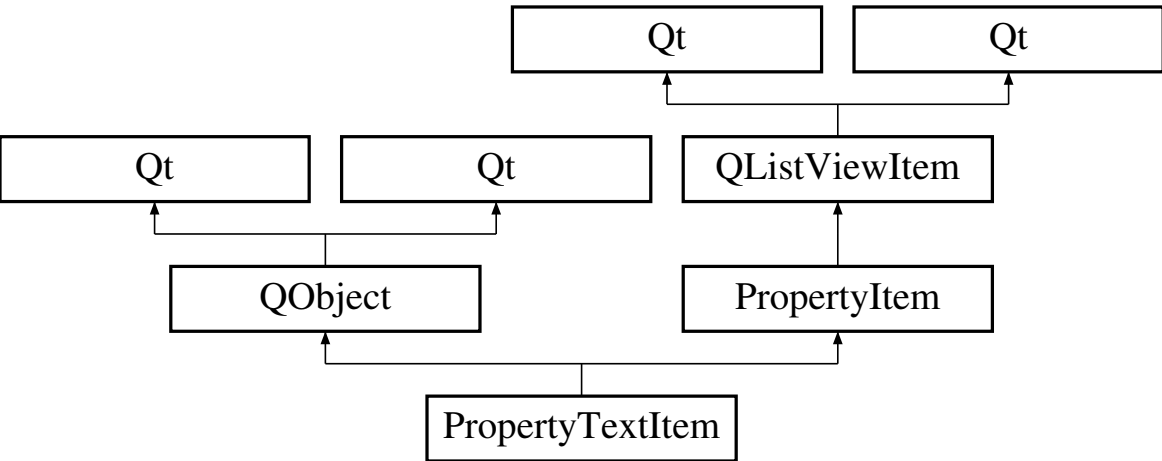 Qt
Qt
Qt
Qt
QListViewItem
QObject
PropertyItem
PropertyTextItem